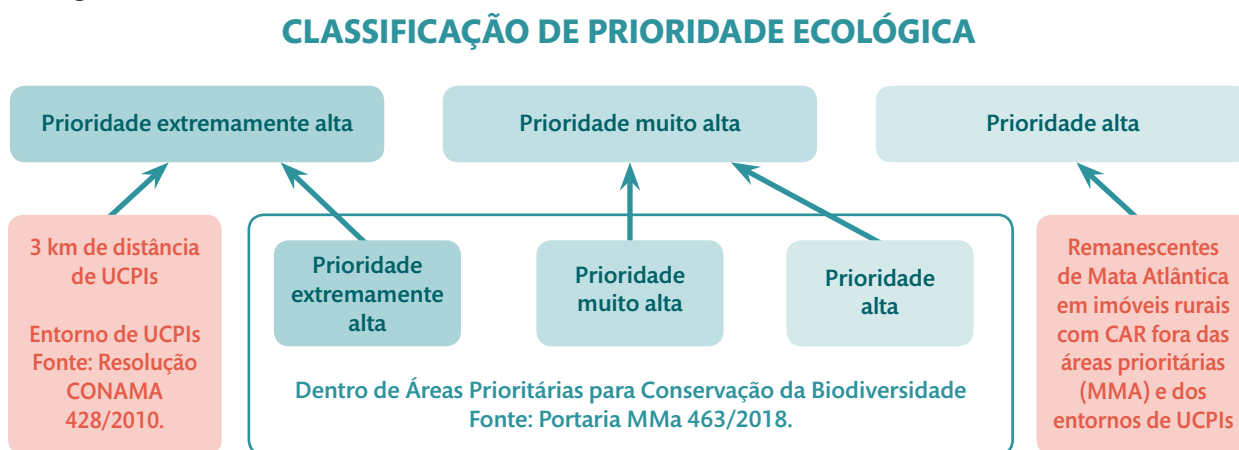 CLASSIFICAÇÃO DE PRIORIDADE ECOLÓGICA
Prioridade extremamente alta
Prioridade muito alta
Prioridade alta
3 km de distância
de UCPIs
Entorno de UCPIs
Fonte: Resolução
CONAMA
428/2010.
Prioridade
extremamente
alta
Prioridade
muito alta
Prioridade
alta
Dentro de Áreas Prioritárias para Conservação da Biodiversidade
Fonte: Portaria MMa 463/2018.
Remanescentes
de Mata Atlântica
em imóveis rurais
com CAR fora das
áreas prioritárias
(MMA) e dos
entornos de UCPIs